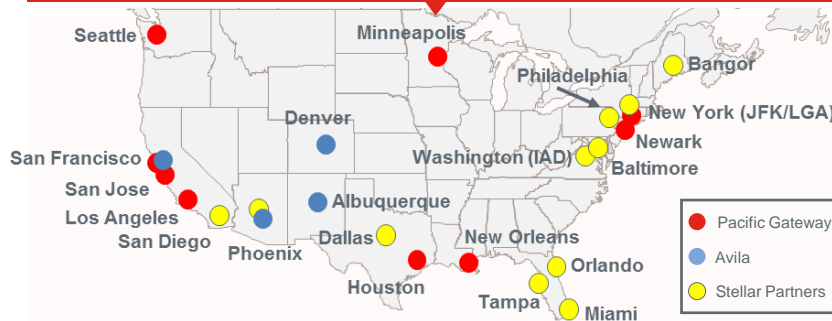 Seattle
Minneapolis
Bangor
Philadelphia
New York (JFK/LGA)
Denver
Newark
San Francisco
Washington (IAD)
Baltimore
San Jose
Albuquerque
Los Angeles
San Diego
Dallas
New Orleans
Phoenix
Orlando
Houston
Tampa
Miami
Pacific Gateway
Avila
Stellar Partners